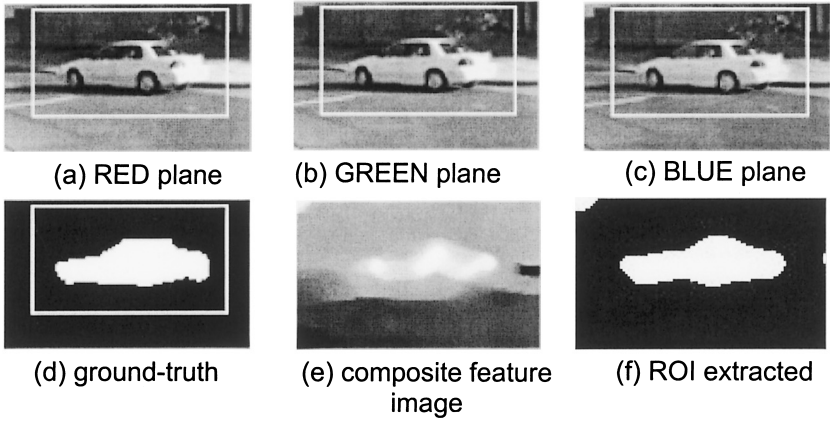 (a) RED plane
(b) GREEN plane
(c) BLUE plane
(d) ground-truth
(e) composite feature
image
(f) ROI extracted